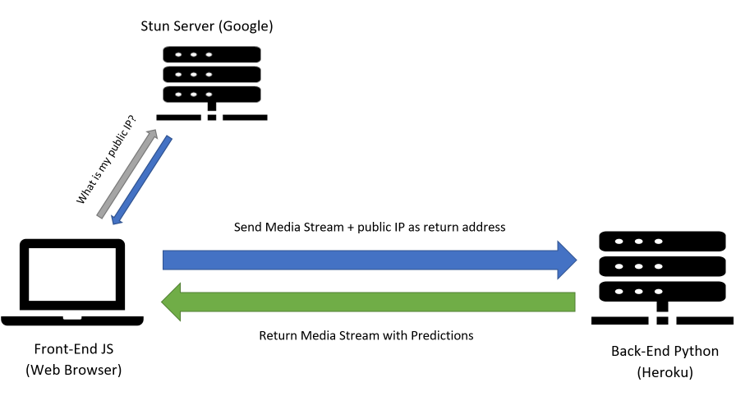 Stun Server (Google)
What is my public IP?
Send Media Stream + public IP as return address
Return Media Stream with Predictions
Front-End JS
(Web Browser)
Back-End Python
(Heroku)